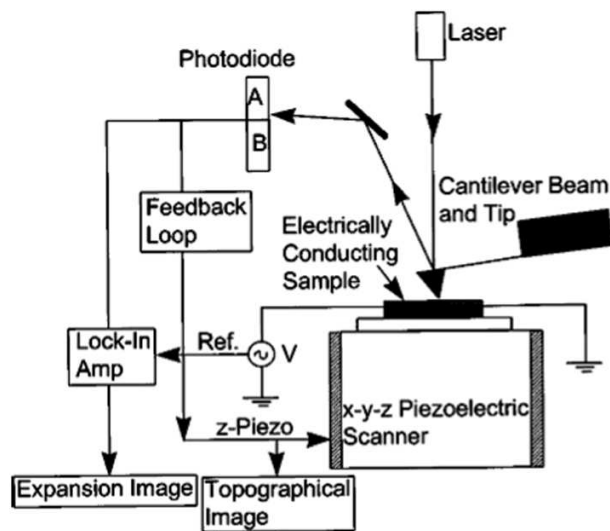 Laser
Photodiode
A
B
Cantilever Beam
and Tip
Feedback
Loop
Electrically
Conducting
Sample
Lock-In
Amp
Ref.
V
x-y-z Piezoelectric
Scanner
z-Piezo
Expansion Image
Topographical
Image